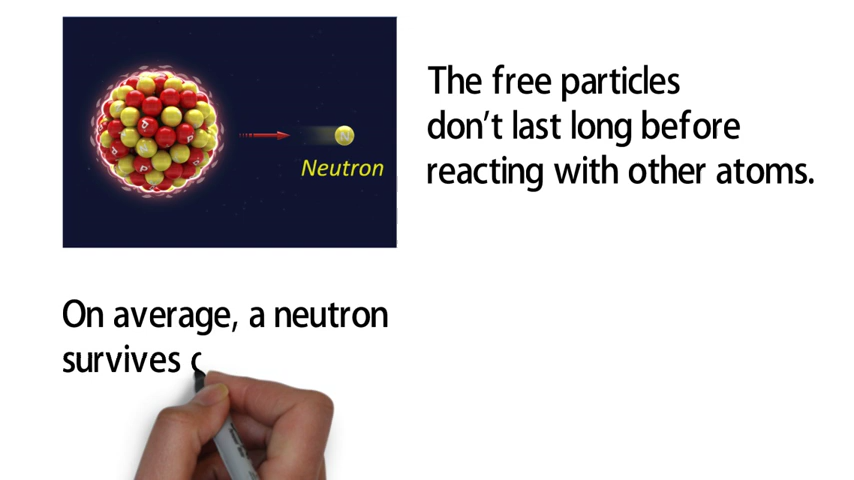 Neutron
The free particles
don't last long before
reacting with other atoms.
On average, a neutron
survives